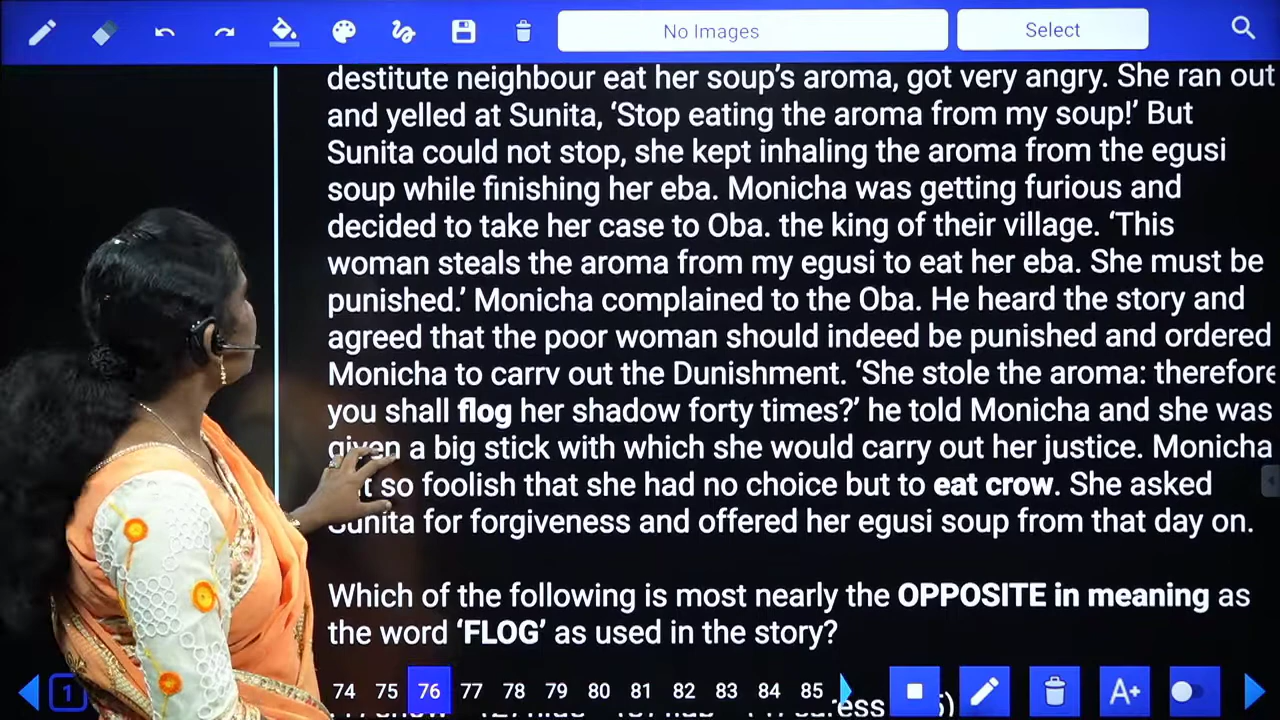 No Images
Select
destitute neighbour eat her soup's aroma, got very angry. She ran out
and yelled at Sunita, 'Stop eating the aroma from my soup!' But
Sunita could not stop, she kept inhaling the aroma from the egusi
soup while finishing her eba. Monicha was getting furious and
decided to take her case to Oba. the king of their village. 'This
woman steals the aroma from my egusi to eat her eba. She must be
punished.' Monicha complained to the Oba. He heard the story and
agreed that the poor woman should indeed be punished and ordered
Monicha to carrv out the Dunishment. 'She stole the aroma: therefore
you shall flog her shadow forty times?' he told Monicha and she was
given a big stick with which she would carry out her justice. Monicha
so foolish that she had no choice but to eat crow. She asked
Sunita for forgiveness and offered her egusi soup from that day on.
Which of the following is most nearly the OPPOSITE in meaning as
the word 'FLOG' as used in the story?
1 74 75 76 77 78 79 80 81 82 83 84 85 A+